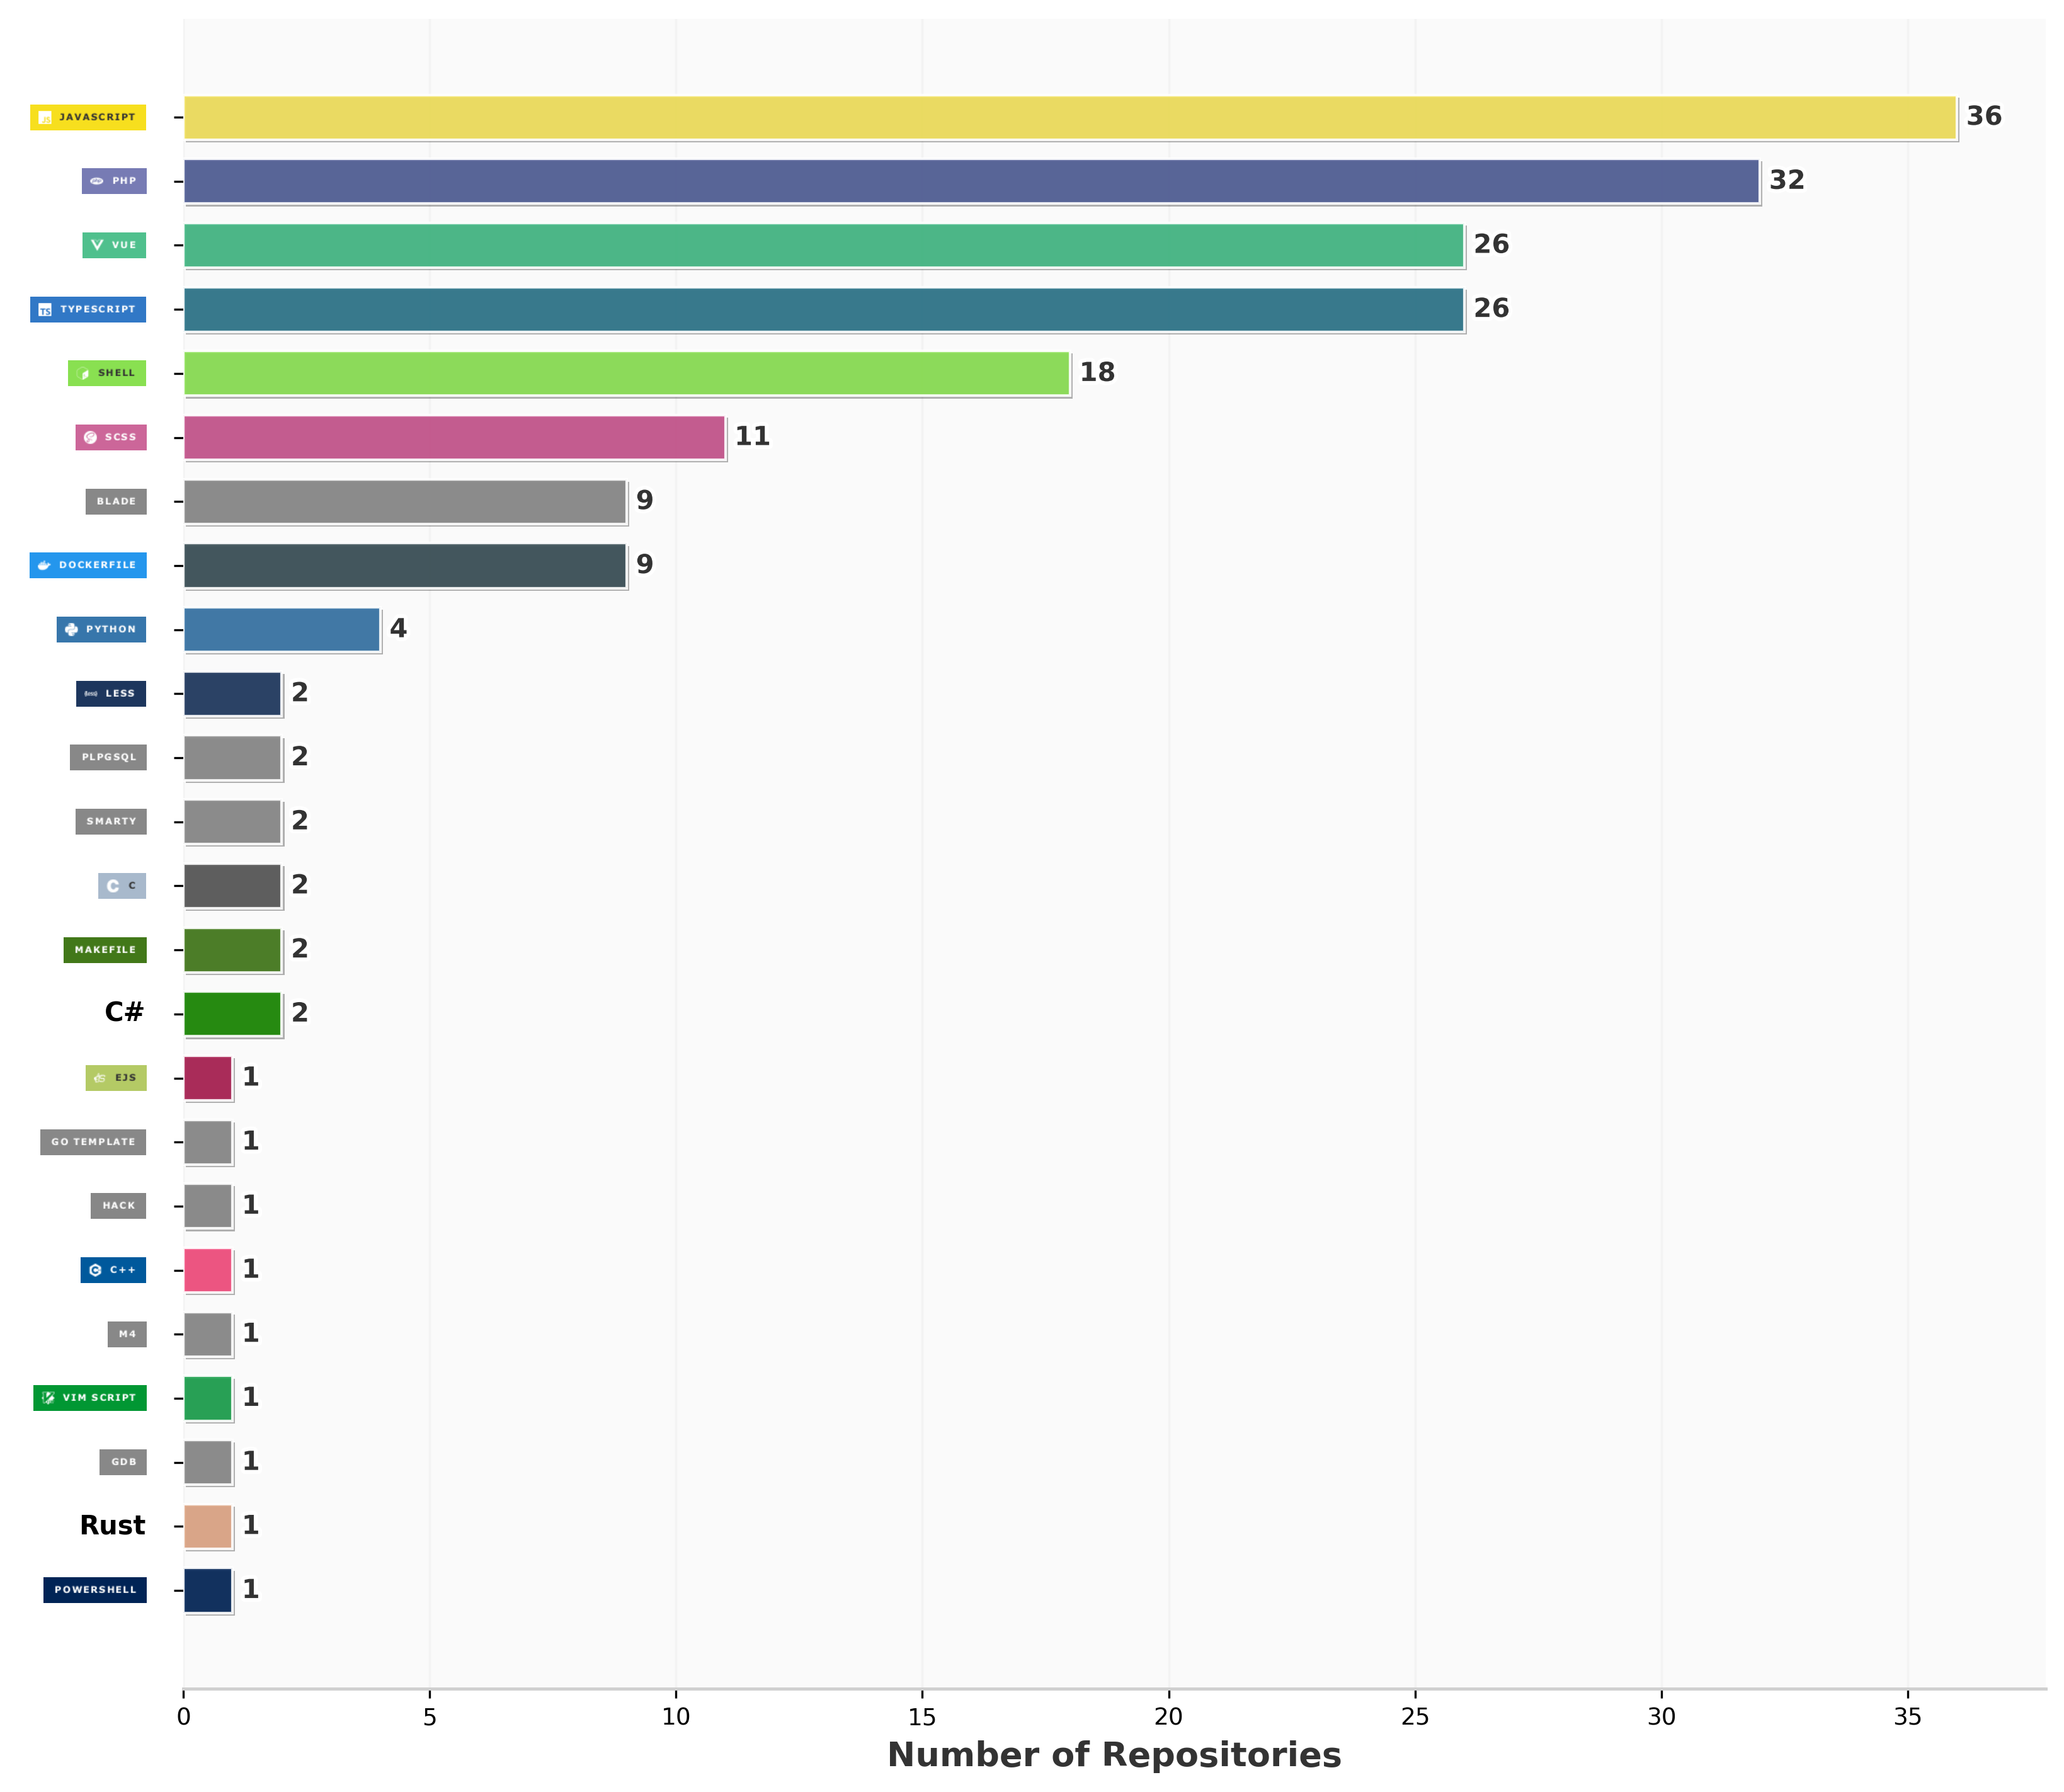 JAVASCRIPT 36
PHP 32
VUE 26
TS TYPESCRIPT 26
SHELL 18
SCSS 11
BLADE 9
DOCKERFILE 9
PYTHON 4
LESS 2
PLPGSQL 2
SMARTY 2
C C 2
MAKEFILE 2
C# 2
EJS 1
GO TEMPLATE 1
HACK 1
C C++ 1
M4 1
VIM SCRIPT 1
GDB 1
Rust 1
POWERSHELL 1
0 5 10 15 20 25 30 35
Number of Repositories